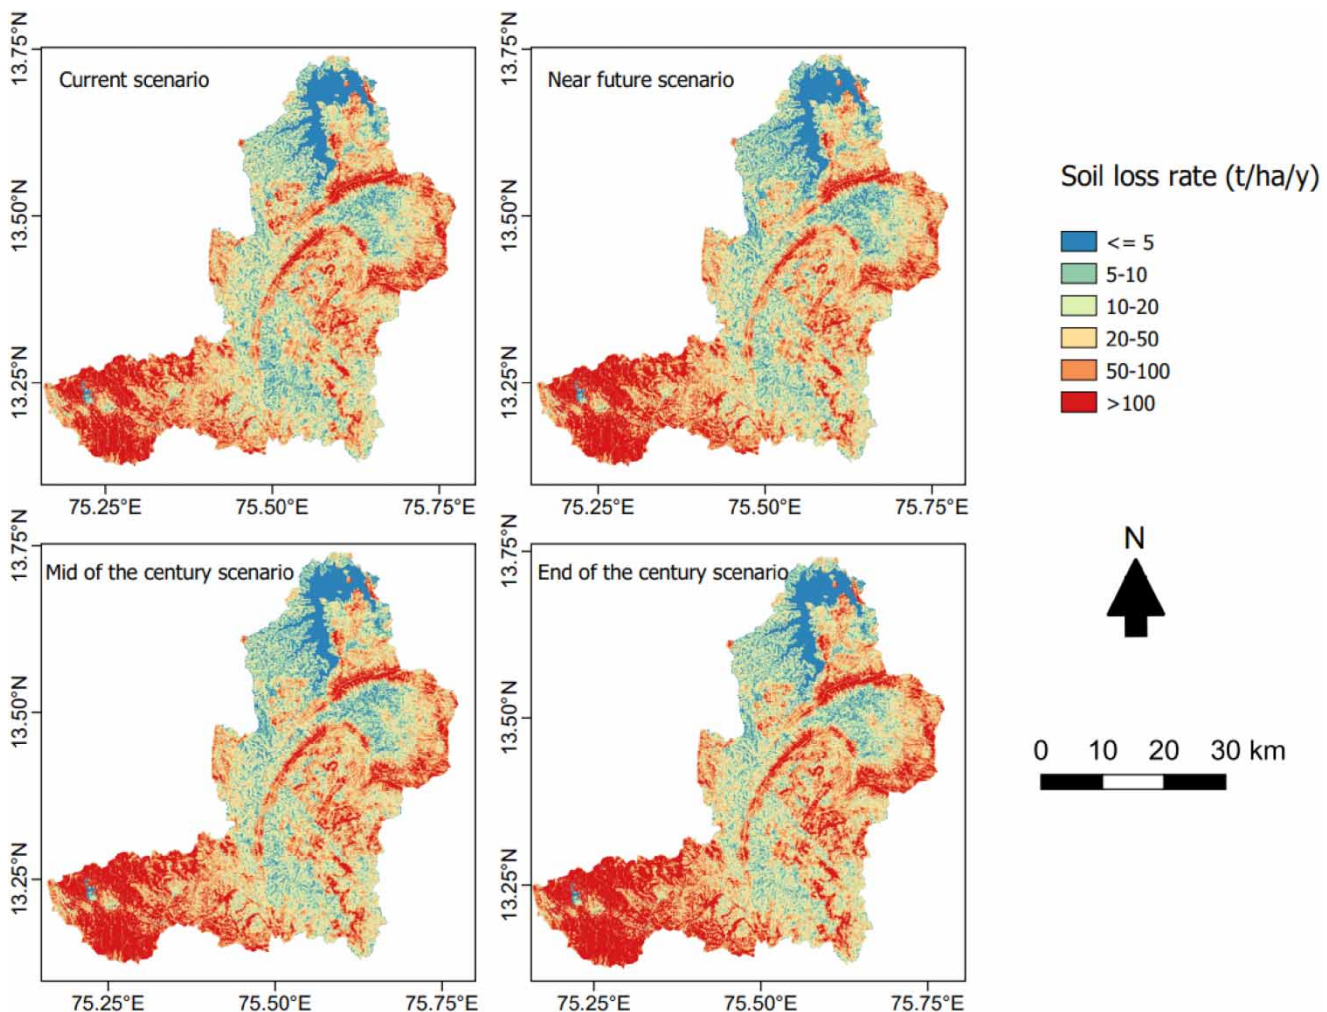 13.75°N
13.50°N
13.25°N
Current scenario
75.25°E
75.50°E
75.75°E
13.75°N
13.50°N
13.25°N
Near future scenario
75.25°E
75.50°E
75.75°E
Soil loss rate (t/ha/y)
<= 5
5-10
10-20
20-50
50-100
>100
13.75°N
13.50°N
13.25°N
Mid of the century scenario
75.25°E
75.50°E
75.75°E
13.75°N
13.50°N
13.25°N
End of the century scenario
75.25°E
75.50°E
75.75°E
N
0 10 20 30 km